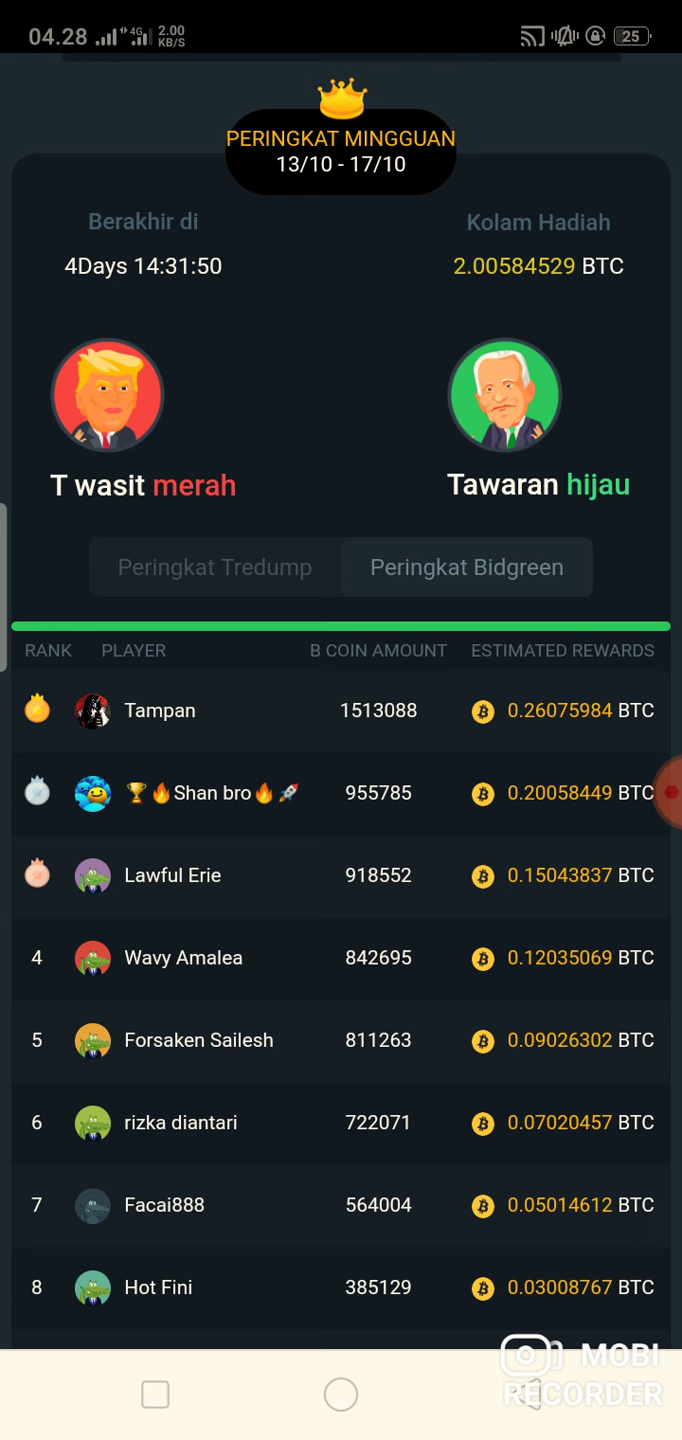 04.28 4G 2.00 KB/S 25
PERINGKAT MINGGUAN
13/10 - 17/10
Berakhir di Kolam Hadiah
4Days 14:31:50 2.00584529 BTC
T wasit merah Tawaran hijau
Peringkat Tredump Peringkat Bidgreen
RANK PLAYER B COIN AMOUNT ESTIMATED REWARDS
Tampan 1513088 0.26075984 BTC
🏆🔥Shan bro🔥🚀 955785 0.20058449 BTC
Lawful Erie 918552 0.15043837 BTC
4 Wavy Amalea 842695 0.12035069 BTC
5 Forsaken Sailesh 811263 0.09026302 BTC
6 rizka diantari 722071 0.07020457 BTC
7 Facai888 564004 0.05014612 BTC
8 Hot Fini 385129 0.03008767 BTC
MOBI
RECORDER